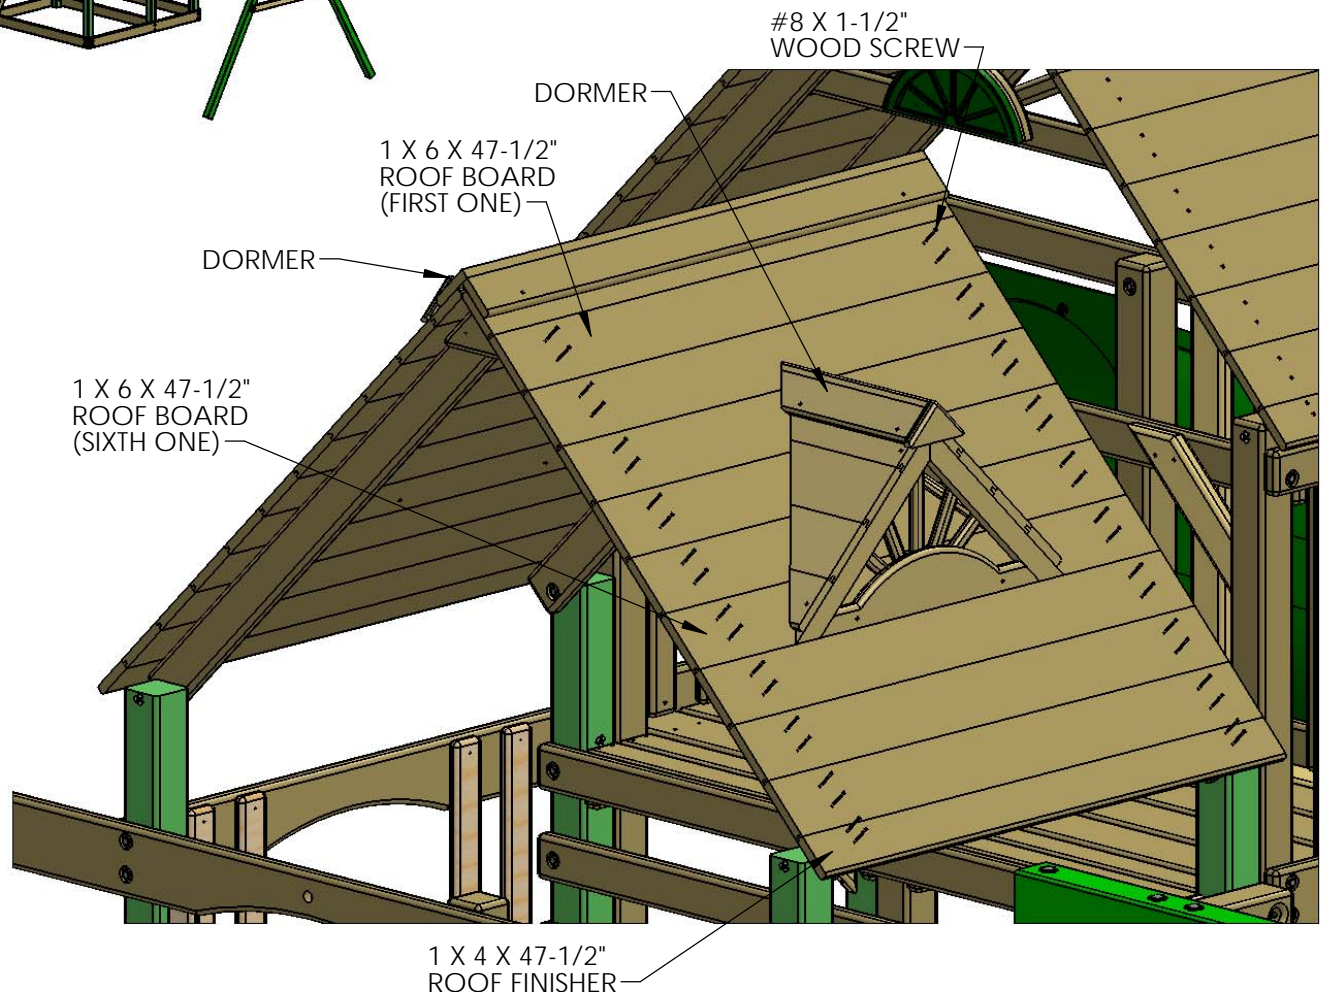 #8 X 1-1/2"
WOOD SCREW
DORMER
1 X 6 X 47-1/2"
ROOF BOARD
(FIRST ONE)
DORMER
1 X 6 X 47-1/2"
ROOF BOARD
(SIXTH ONE)
1 X 4 X 47-1/2"
ROOF FINISHER